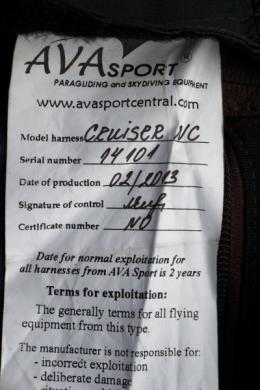 AVASPORT®
PARAGLIDING and SKYDIVING EQUIPMENT
www.avasportcentral.com
Model harness CRUISER NC
Serial number 14101
Date of production 02/2013
Signature of control
Certificate number NO
Date for normal exploitation for
all harnesses from AVA Sport is 2 years
Terms for exploitation:
The generally terms for all flying
equipment from this type.
The manufacturer is not responsible for:
- incorrect exploitation
- deliberate damage